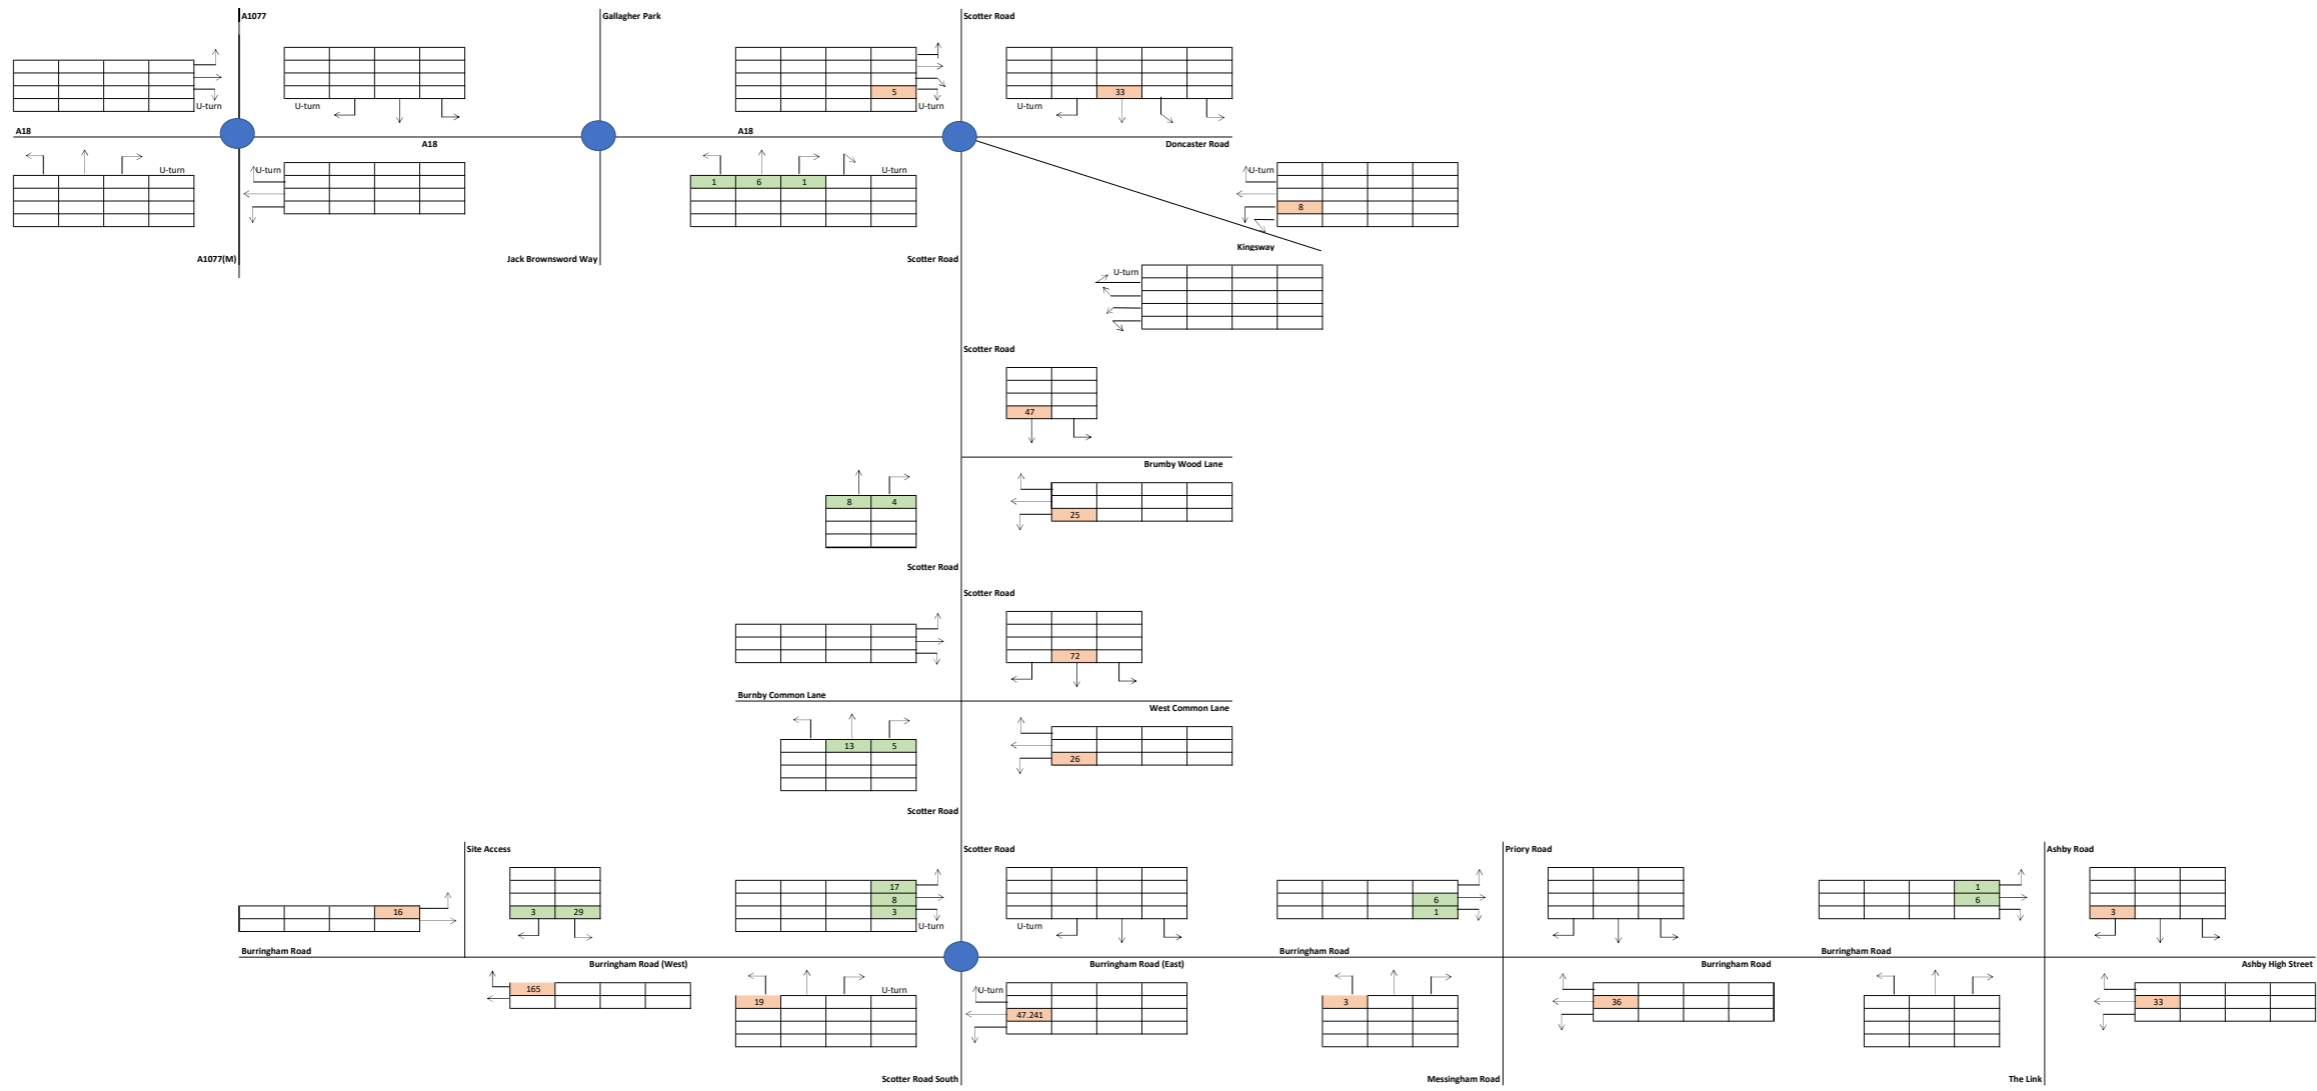 A1077
Gallagher Park
Scotter Road
5
33
U-turn
U-turn
U-turn
U-turn
A18
A18
A18
Doncaster Road
U-turn
U-turn
U-turn
U-turn
1 6 1
8
Kingsway
A1077(M)
Jack Brownsword Way
Scotter Road
U-turn
Scotter Road
47
Brumby Wood Lane
8 4
25
Scotter Road
Scotter Road
72
Burnby Common Lane
West Common Lane
13 5
26
Scotter Road
Site Access
Scotter Road
Priory Road
Ashby Road
17
8
3
U-turn
U-turn
16
3 29
6
1
1
6
3
Burringham Road
Burringham Road (West)
Burringham Road (East)
Burringham Road
Burringham Road
Burringham Road
Ashby High Street
165
19
U-turn
U-turn
47.241
3
36
33
Scotter Road South
Messingham Road
The Link